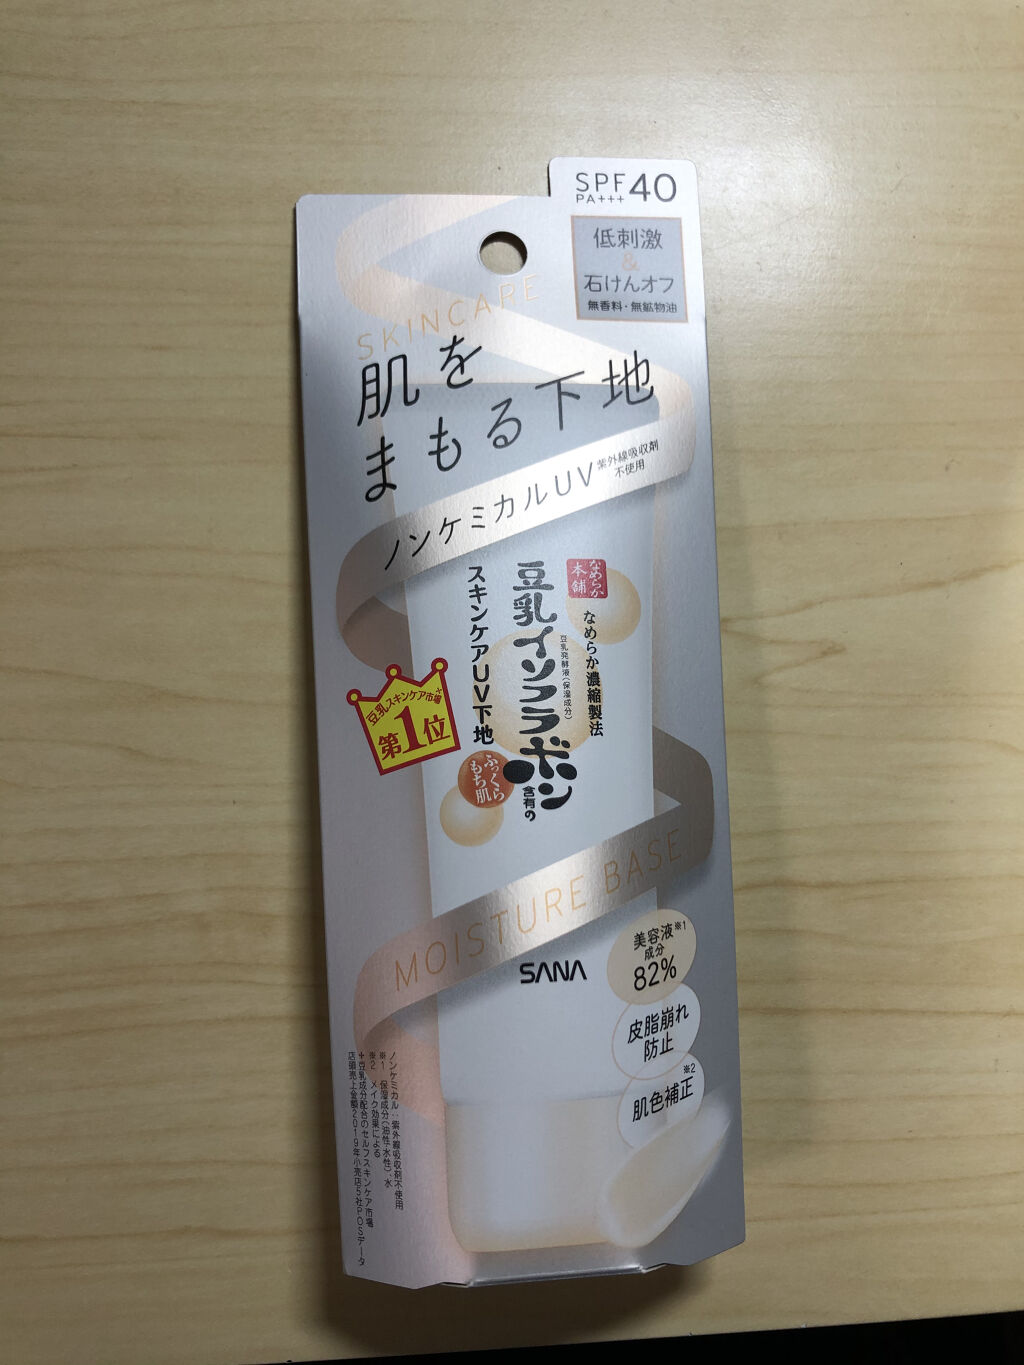 SPF40
PA+++
低刺激
&
石けんオフ
無香料・無鉱物油
SKINCARE
肌を
まもる下地
ノンケミカルUV
紫外線吸収剤
不使用
なめらか
本舗
なめらか濃縮製法
豆乳発酵液(保湿成分)
豆乳イソフラボン
含有の
スキンケアUV下地
ふっくら
もち肌
豆乳スキンケア市場+
第1位
MOISTURE BASE
SANA
美容液※1
成分
82%
皮脂崩れ
防止
※2
肌色補正
ノンケミカル:紫外線吸収剤不使用
※1 保湿成分(油性・水性)、水
※2 メイク効果による
+豆乳成分配合のセルフスキンケア市場
店頭売上金額2019年小売店5社POSデータ